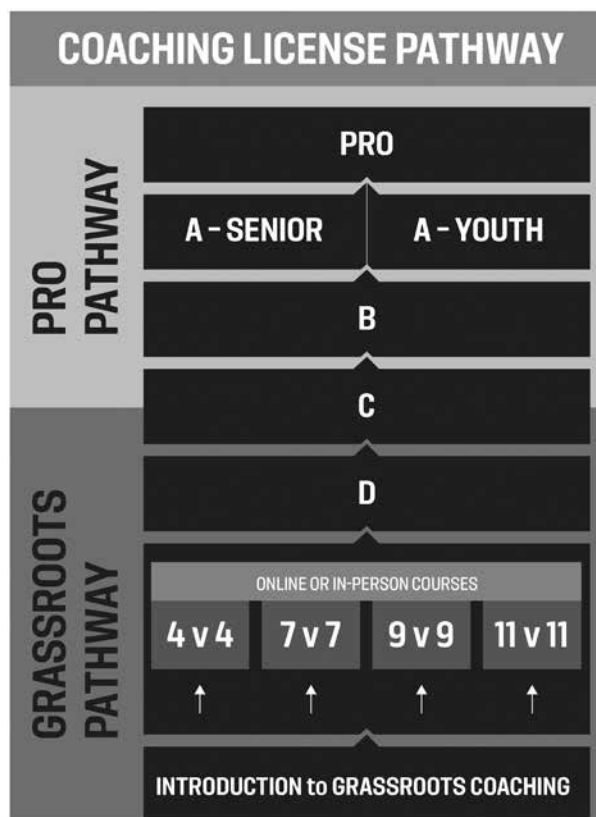 COACHING LICENSE PATHWAY
PRO
PATHWAY
PRO
A – SENIOR
A – YOUTH
B
C
GRASSROOTS
PATHWAY
D
ONLINE OR IN-PERSON COURSES
4 v 4
7 v 7
9 v 9
11 v 11
INTRODUCTION to GRASSROOTS COACHING